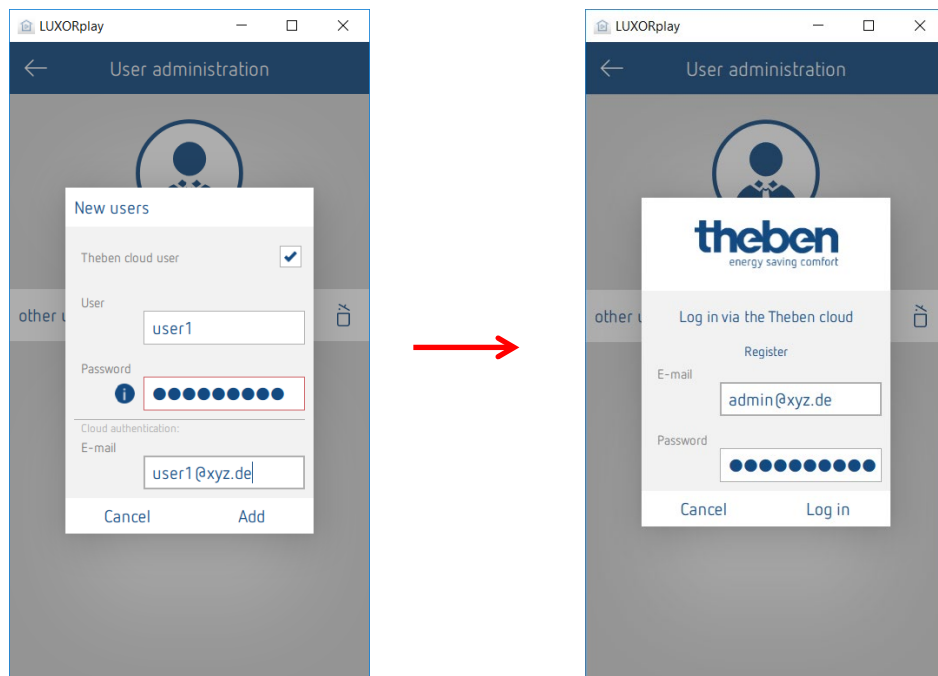 LUXORplay
User administration
New users
Theben cloud user
User
other
user1
Password
i
Cloud authentication:
E-mail
user1@xyz.de
Cancel Add
LUXORplay
User administration
theben
energy saving comfort
other
Log in via the Theben cloud
Register
E-mail
admin@xyz.de
Password
Cancel Log in